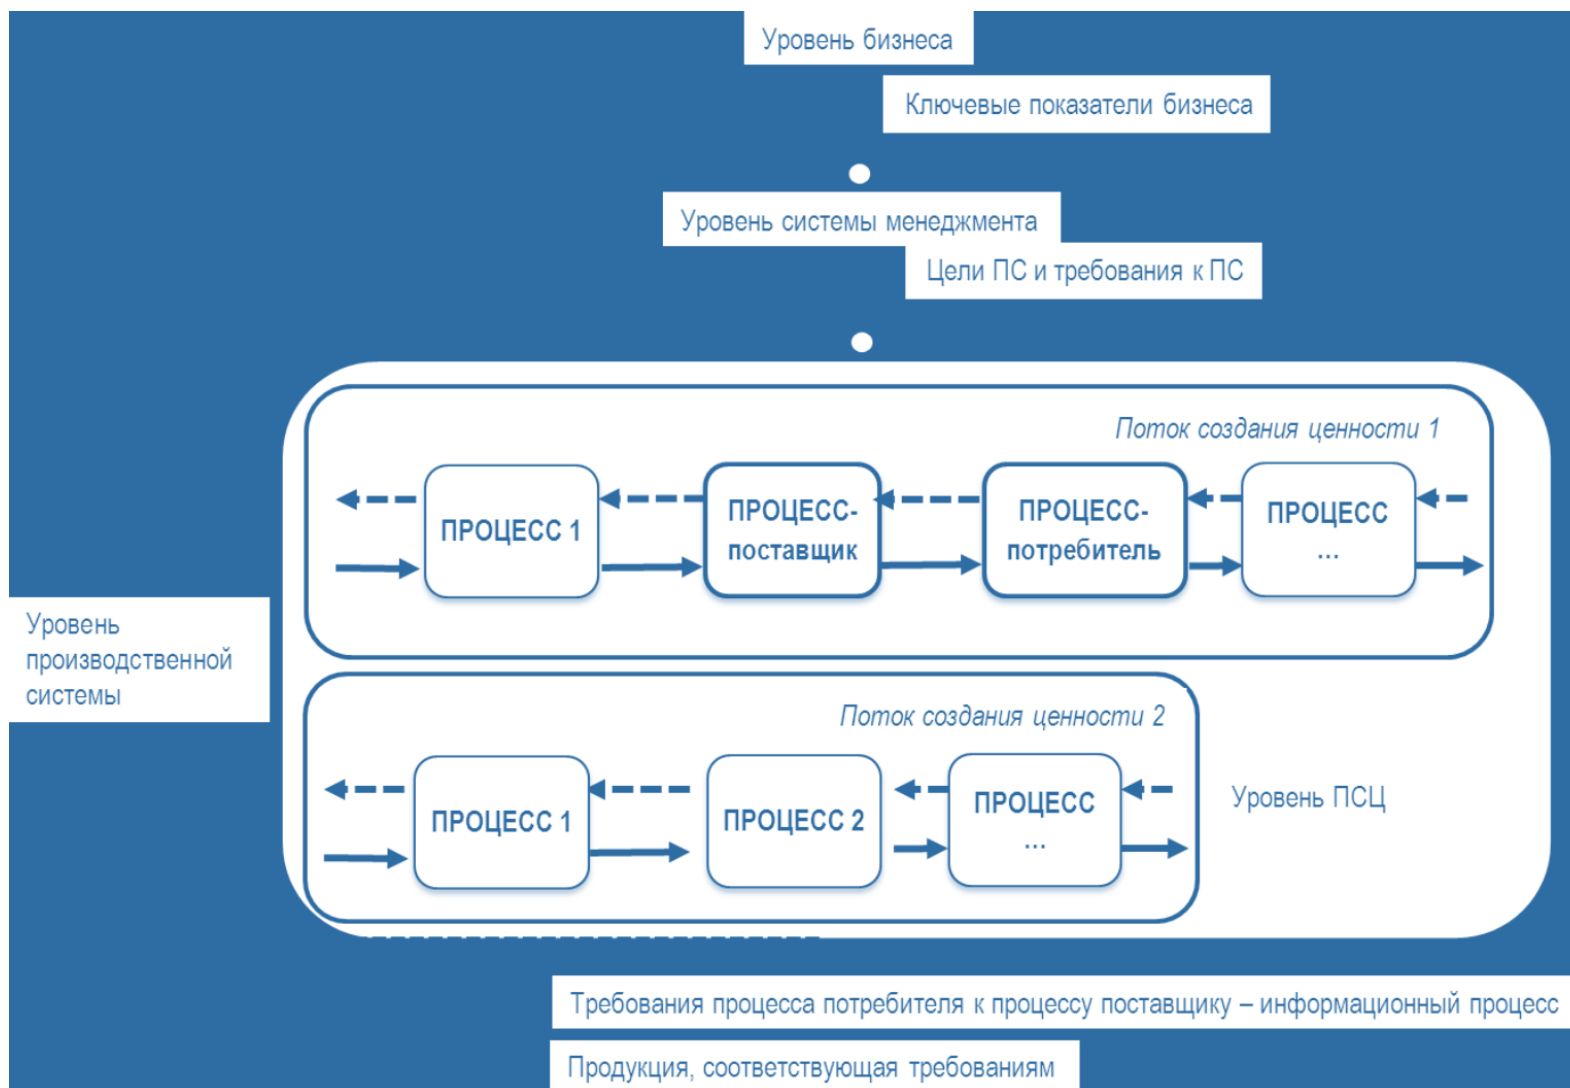 Уровень бизнеса
Ключевые показатели бизнеса
Уровень системы менеджмента
Цели ПС и требования к ПС
Поток создания ценности 1
ПРОЦЕСС 1
ПРОЦЕСС-
поставщик
ПРОЦЕСС-
потребитель
ПРОЦЕСС
...
Уровень
производственной
системы
Поток создания ценности 2
ПРОЦЕСС 1
ПРОЦЕСС 2
ПРОЦЕСС
...
Уровень ПСЦ
Требования процесса потребителя к процессу поставщику – информационный процесс
Продукция, соответствующая требованиям